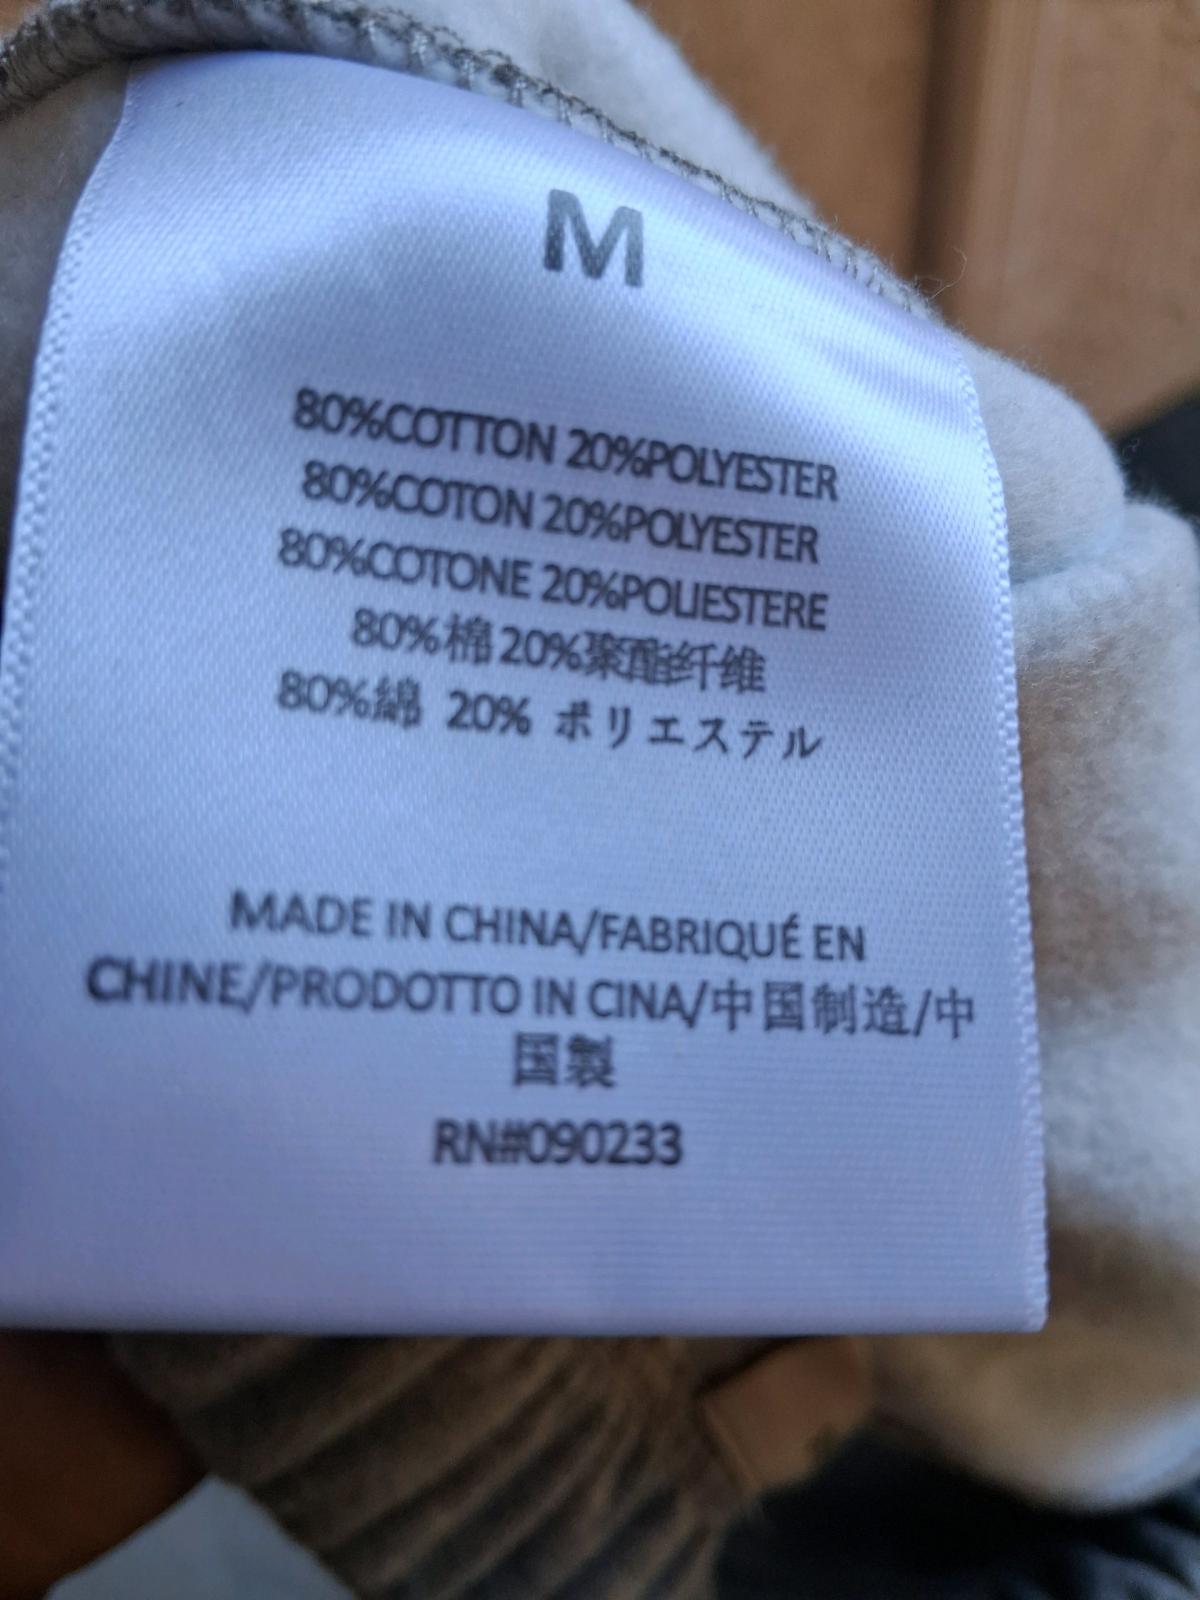 M
80%COTTON 20%POLYESTER
80%COTON 20%POLYESTER
80%COTONE 20%POLIESTERE
80%棉20%聚酯纤维
80%綿 20% ポリエステル
MADE IN CHINA/FABRIQUÉ EN
CHINE/PRODOTTO IN CINA/中国制造/中
国製
RN#090233